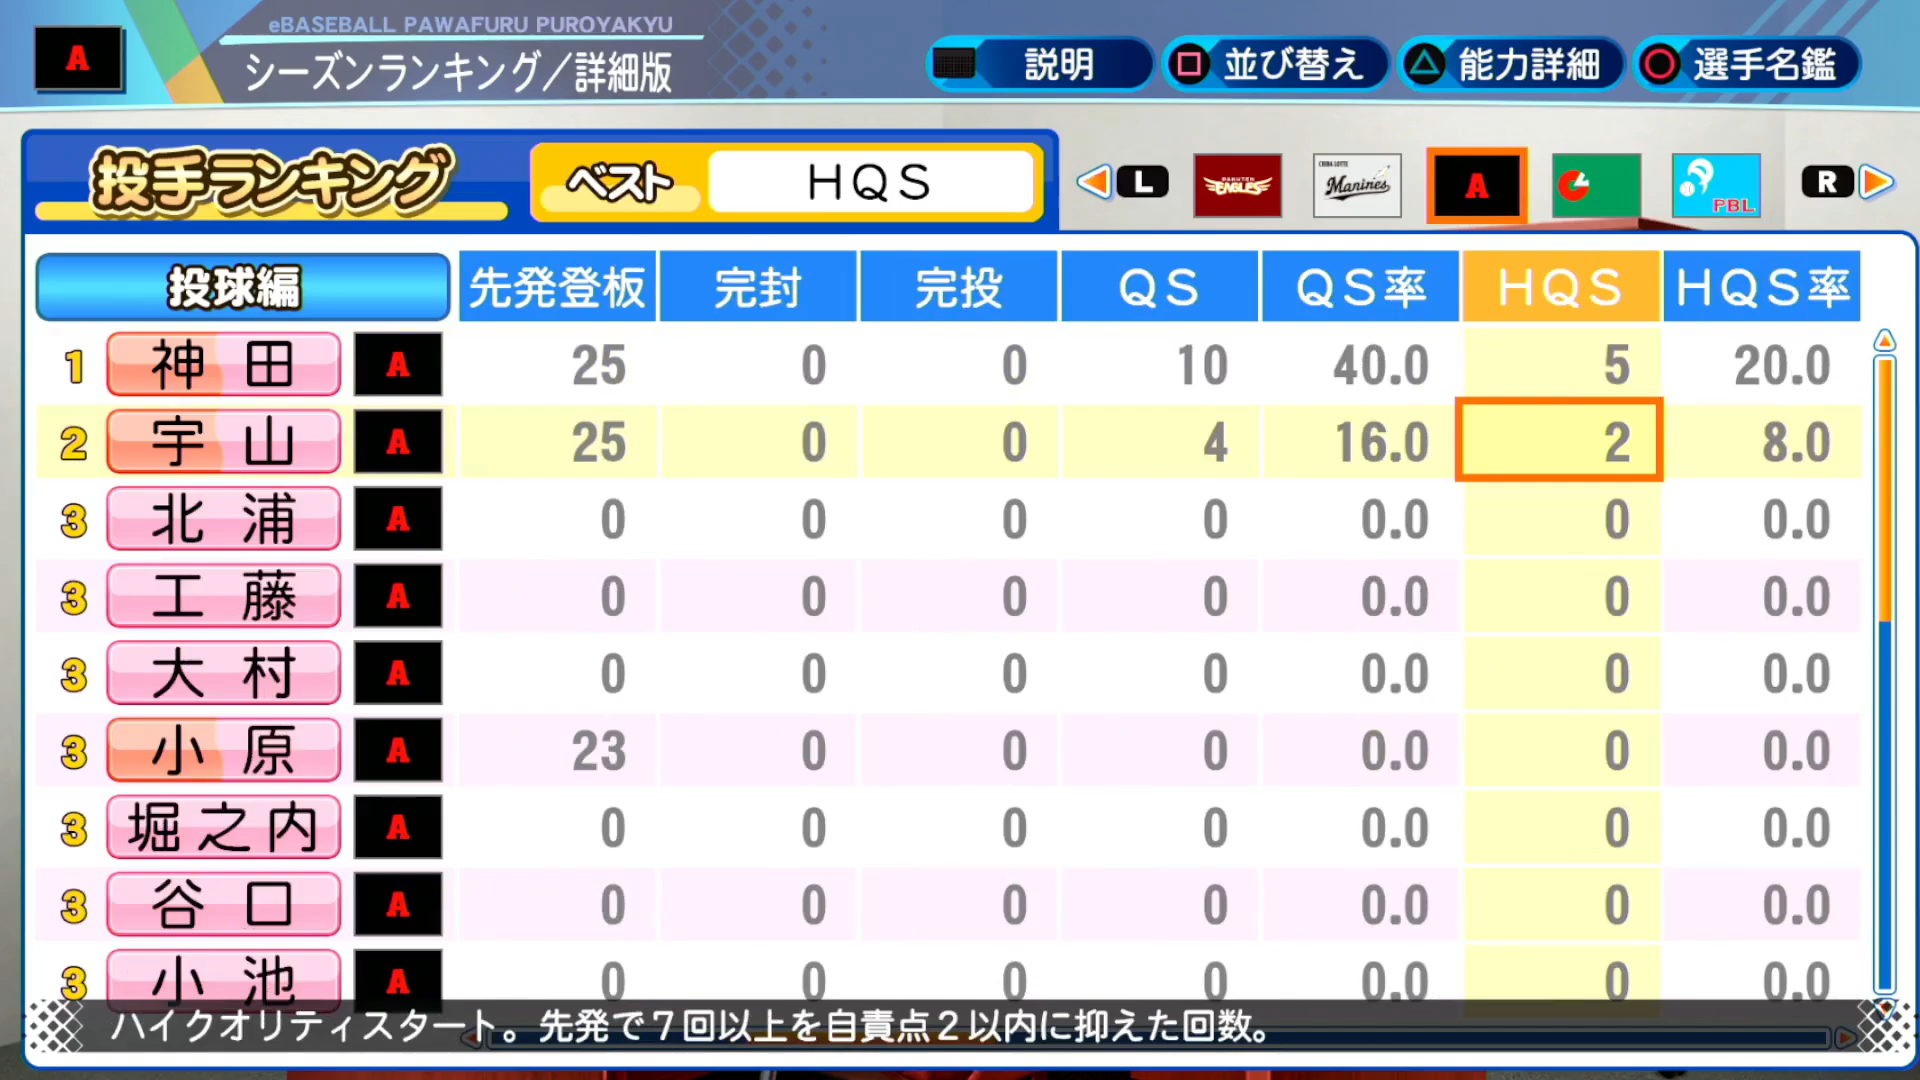 A
eBASEBALL PAWAFURU PUROYAKYU
シーズンランキング/詳細版
説明
並び替え
能力詳細
選手名鑑
投手ランキング
ベスト
HQS
L
RAKUTEN EAGLES
CHIBA LOTTE Marines
A
G
PBL
R
投球編 先発登板 完封 完投 QS QS率 HQS HQS率
1 神田 A 25 0 0 10 40.0 5 20.0
2 宇山 A 25 0 0 4 16.0 2 8.0
3 北浦 A 0 0 0 0 0.0 0 0.0
3 工藤 A 0 0 0 0 0.0 0 0.0
3 大村 A 0 0 0 0 0.0 0 0.0
3 小原 A 23 0 0 0 0.0 0 0.0
3 堀之内 A 0 0 0 0 0.0 0 0.0
3 谷口 A 0 0 0 0 0.0 0 0.0
3 小池 A 0 0 0 0 0.0 0 0.0
ハイクオリティスタート。先発で7回以上を自責点2以内に抑えた回数。